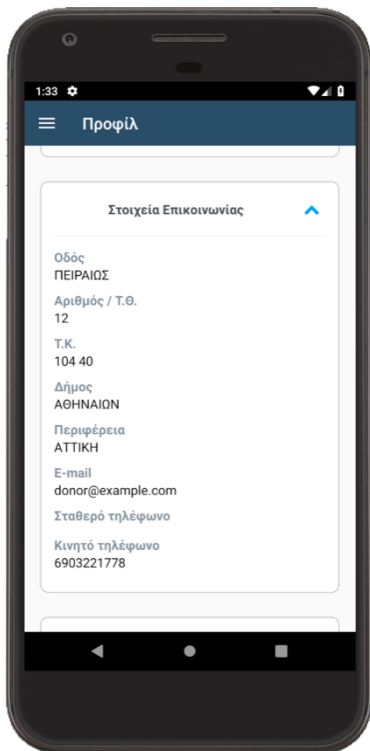 1:33
Προφίλ
Στοιχεία Επικοινωνίας
Οδός
ΠΕΙΡΑΙΩΣ
Αριθμός / Τ.Θ.
12
Τ.Κ.
104 40
Δήμος
ΑΘΗΝΑΙΩΝ
Περιφέρεια
ΑΤΤΙΚΗ
E-mail
donor@example.com
Σταθερό τηλέφωνο
Κινητό τηλέφωνο
6903221778